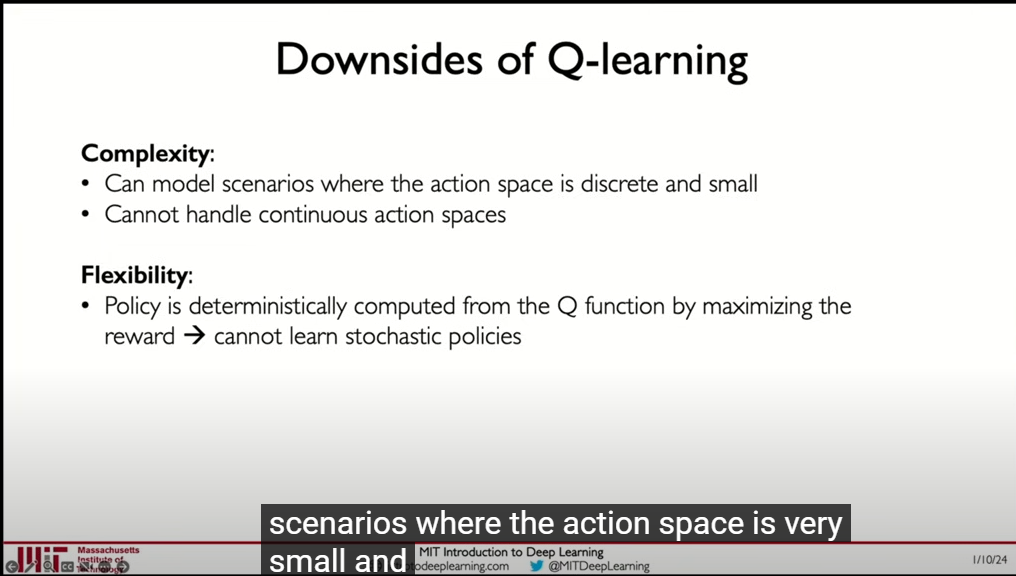 Downsides of Q-learning
Complexity:
• Can model scenarios where the action space is discrete and small
• Cannot handle continuous action spaces
Flexibility:
• Policy is deterministically computed from the Q function by maximizing the
reward → cannot learn stochastic policies
scenarios where the action space is very
small and
Massachusetts
Institute of
Technology
MIT Introduction to Deep Learning
todeeplearning.com @MITDeepLearning
1/10/24